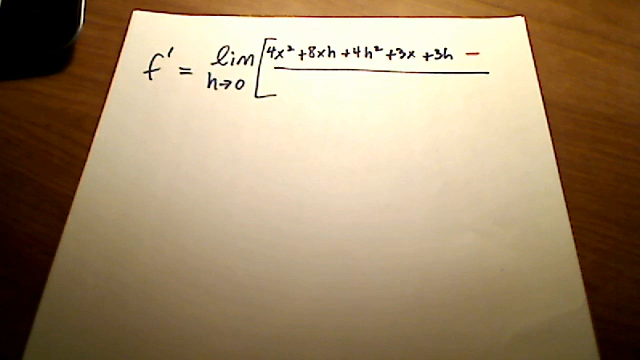 f' = lim h→0 [4x² + 8xh + 4h² + 3x + 3h −